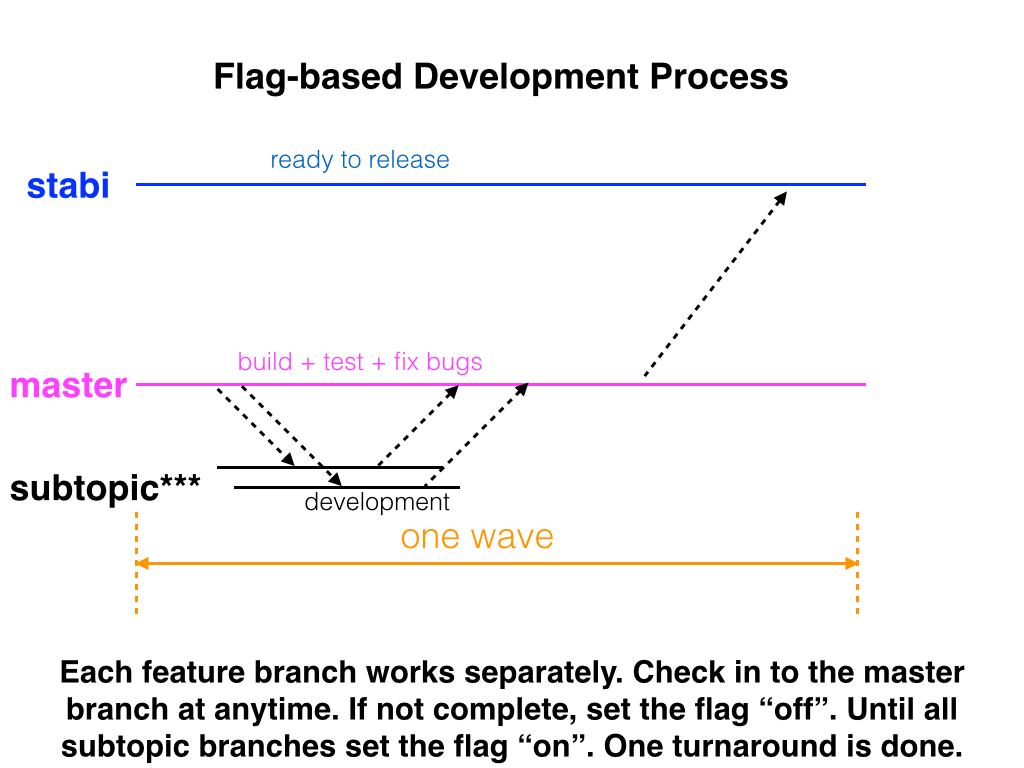 Flag-based Development Process
ready to release
stabi
build + test + fix bugs
master
subtopic***
development
one wave
Each feature branch works separately. Check in to the master
branch at anytime. If not complete, set the flag “off”. Until all
subtopic branches set the flag “on”. One turnaround is done.